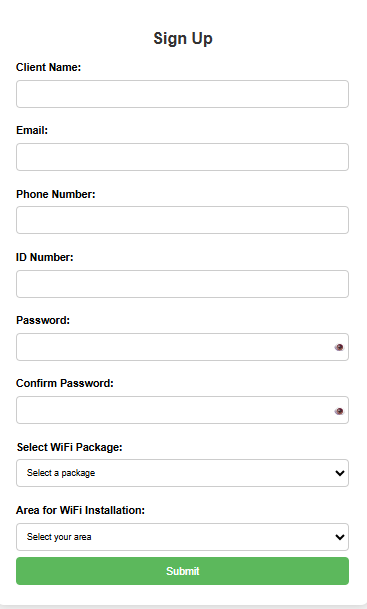 Sign Up
Client Name:
Email:
Phone Number:
ID Number:
Password:
Confirm Password:
Select WiFi Package:
Select a package
Area for WiFi Installation:
Select your area
Submit